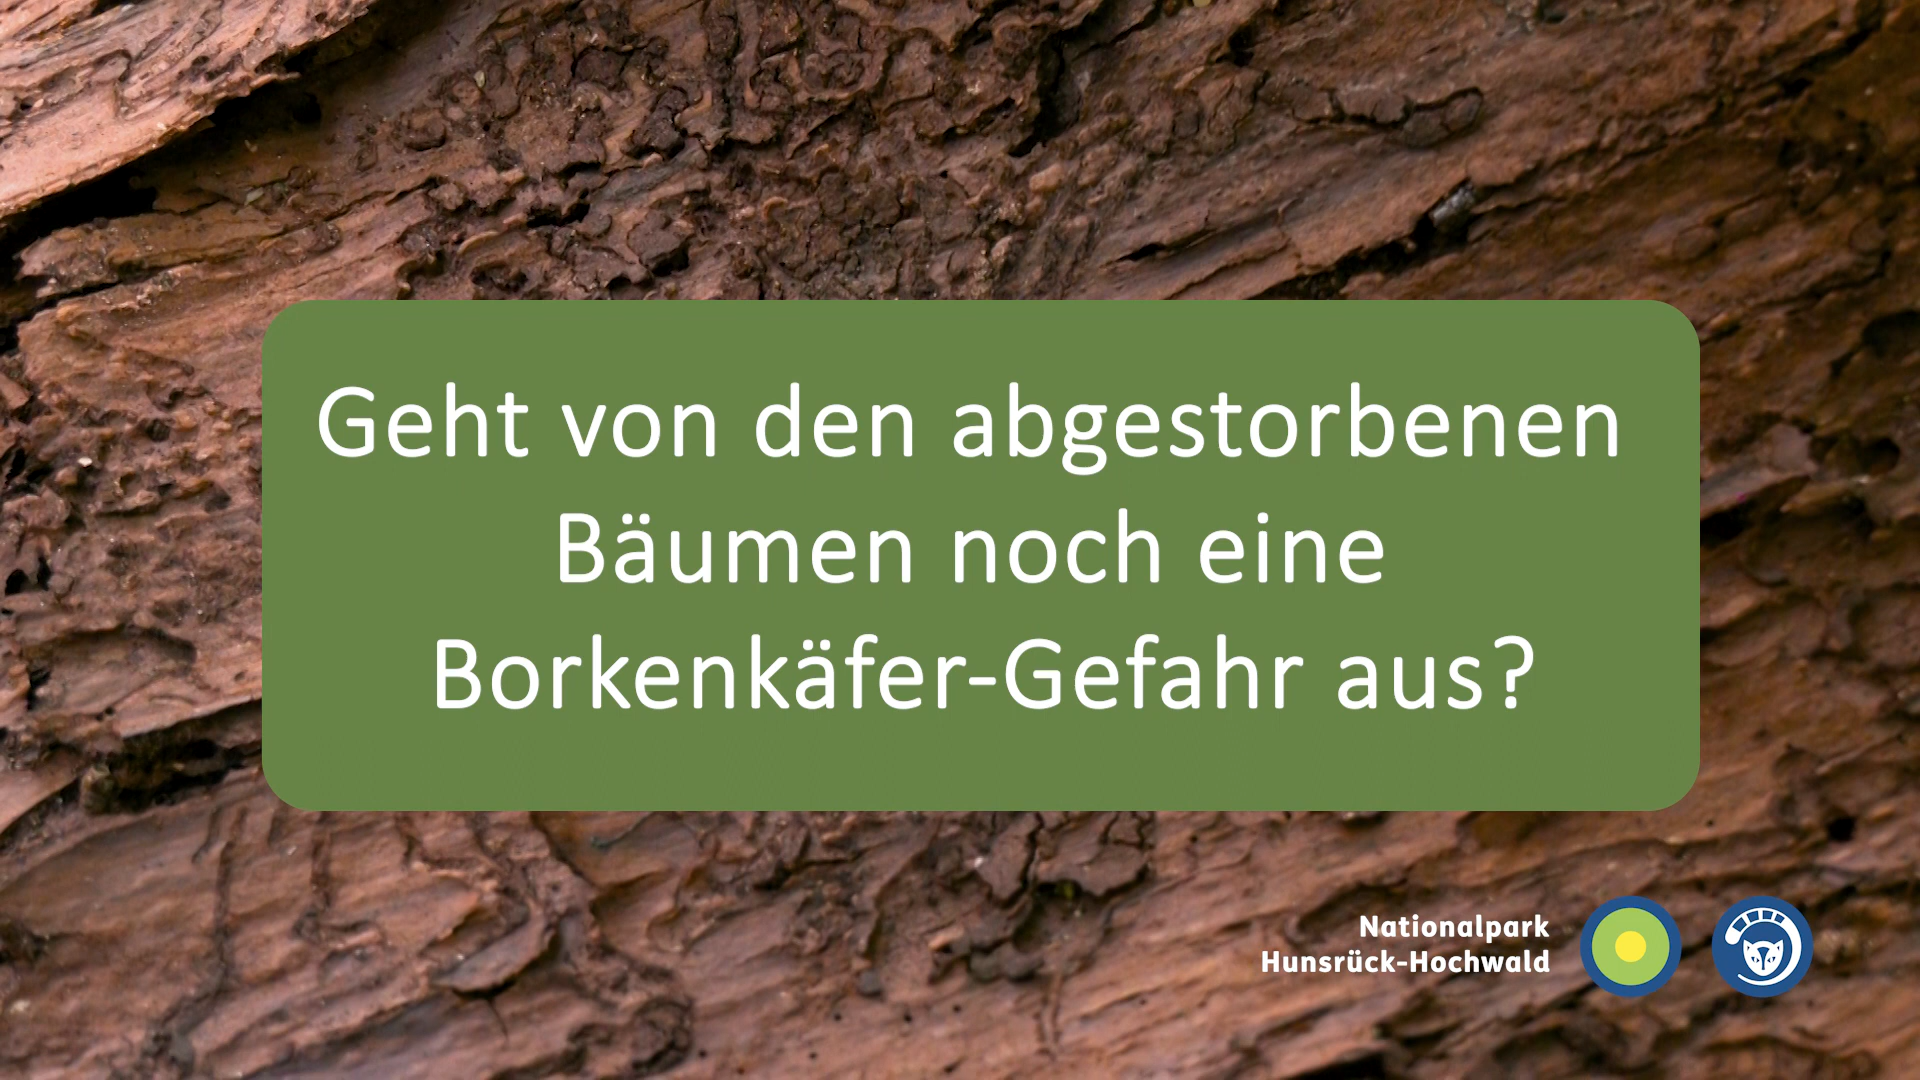 Geht von den abgestorbenen
Bäumen noch eine
Borkenkäfer-Gefahr aus?
Nationalpark
Hunsrück-Hochwald